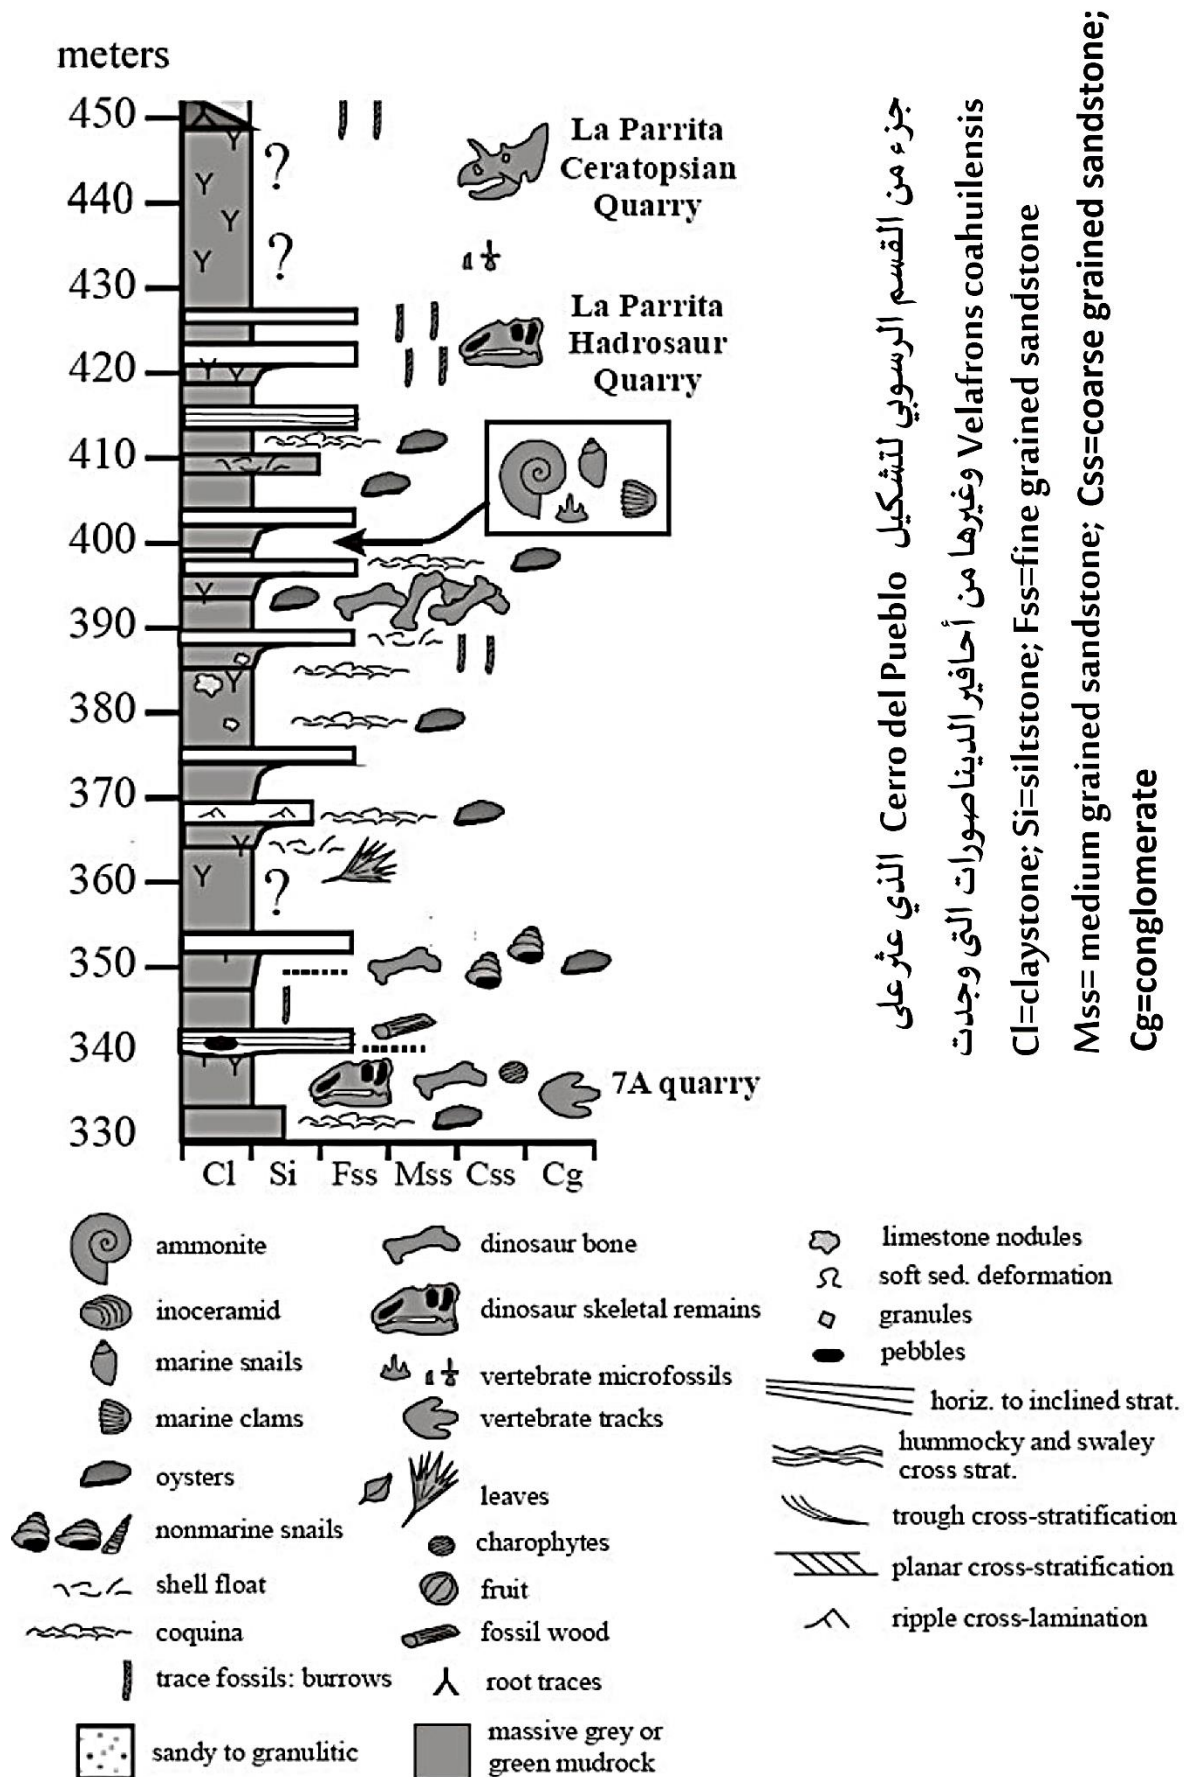 meters
450
440
430
420
410
400
390
380
370
360
350
340
330
?
?
?
La Parrita
Ceratopsian
Quarry
La Parrita
Hadrosaur
Quarry
7A quarry
Cl Si Fss Mss Css Cg
جزء من القسم الرسوبي لتشكيل Cerro del Pueblo الذي عثر على
Velafrons coahuilensis وغيرها من أحافير الديناصورات التي وجدت
Cl=claystone; Si=siltstone; Fss=fine grained sandstone
Mss= medium grained sandstone; Css=coarse grained sandstone;
Cg=conglomerate
ammonite
inoceramid
marine snails
marine clams
oysters
nonmarine snails
shell float
coquina
trace fossils: burrows
sandy to granulitic
dinosaur bone
dinosaur skeletal remains
vertebrate microfossils
vertebrate tracks
leaves
charophytes
fruit
fossil wood
root traces
massive grey or
green mudrock
limestone nodules
soft sed. deformation
granules
pebbles
horiz. to inclined strat.
hummocky and swaley
cross strat.
trough cross-stratification
planar cross-stratification
ripple cross-lamination